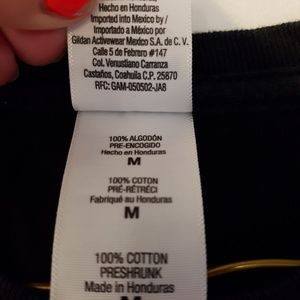 Hecho en Honduras
Imported into Mexico by /
Importado a México por
Gildan Activewear Mexico S.A. de C. V.
Calle 5 de Febrero #147
Col. Venustiano Carranza
Castaños, Coahuila C.P. 25870
RFC: GAM-050502-JA8
100% ALGODÓN
PRE-ENCOGIDO
Hecho en Honduras
M
100% COTON
PRÉ-RÉTRÉCI
Fabriqué au Honduras
M
100% COTTON
PRESHRUNK
Made in Honduras
M